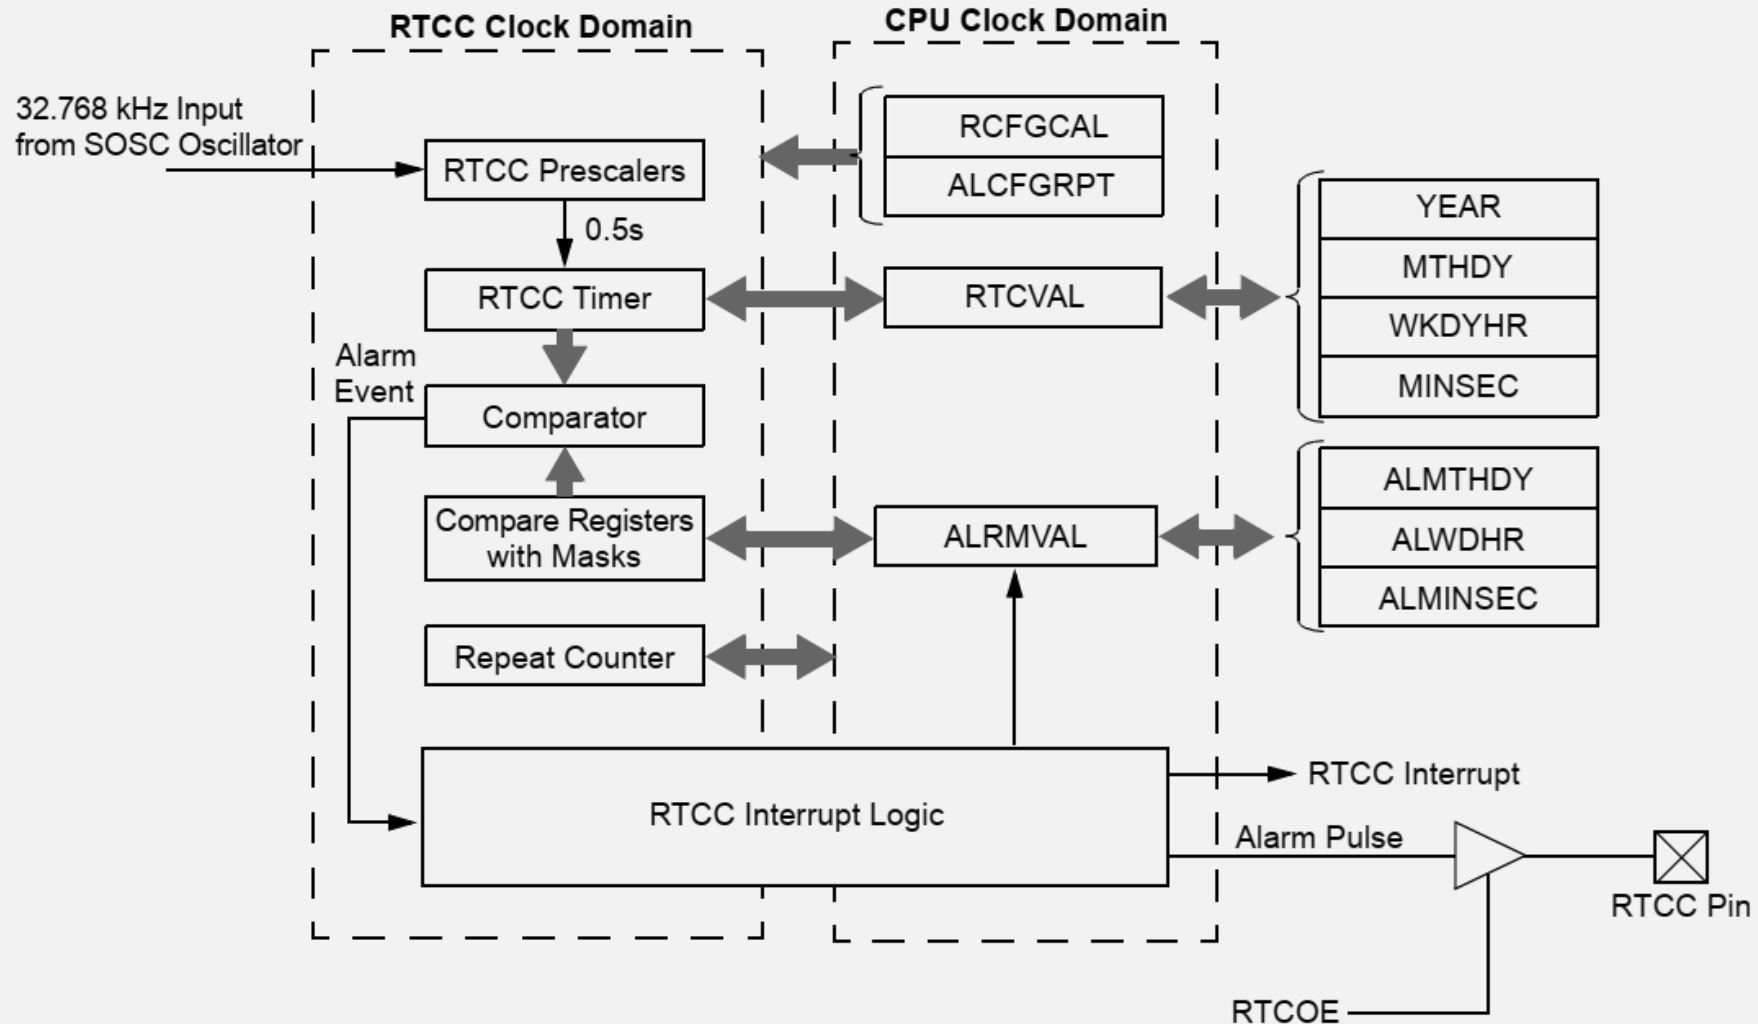 RTCC Clock Domain
CPU Clock Domain
32.768 kHz Input
from SOSC Oscillator
RTCC Prescalers
0.5s
RTCC Timer
Alarm
Event
Comparator
Compare Registers
with Masks
Repeat Counter
RCFGCAL
ALCFGRPT
RTCVAL
ALRMVAL
YEAR
MTHDY
WKDYHR
MINSEC
ALMTHDY
ALWDHR
ALMINSEC
RTCC Interrupt Logic
RTCC Interrupt
Alarm Pulse
RTCC Pin
RTCOE